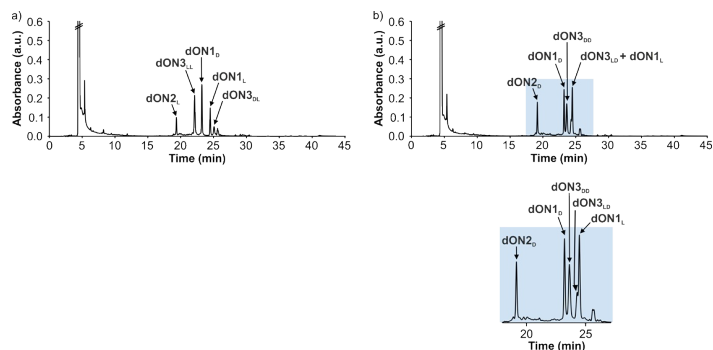 a)
Absorbance (a.u.)
0.6
0.5
0.4
0.3
0.2
0.1
0.0
dON1D
dON3LL
dON1L
dON2L
dON3DL
0 5 10 15 20 25 30 35 40 45
Time (min)
b)
Absorbance (a.u.)
0.6
0.5
0.4
0.3
0.2
0.1
0.0
dON3DD
dON1D
dON3LD + dON1L
dON2D
0 5 10 15 20 25 30 35 40 45
Time (min)
dON3DD
dON3LD
dON1D
dON1L
dON2D
20 25
Time (min)